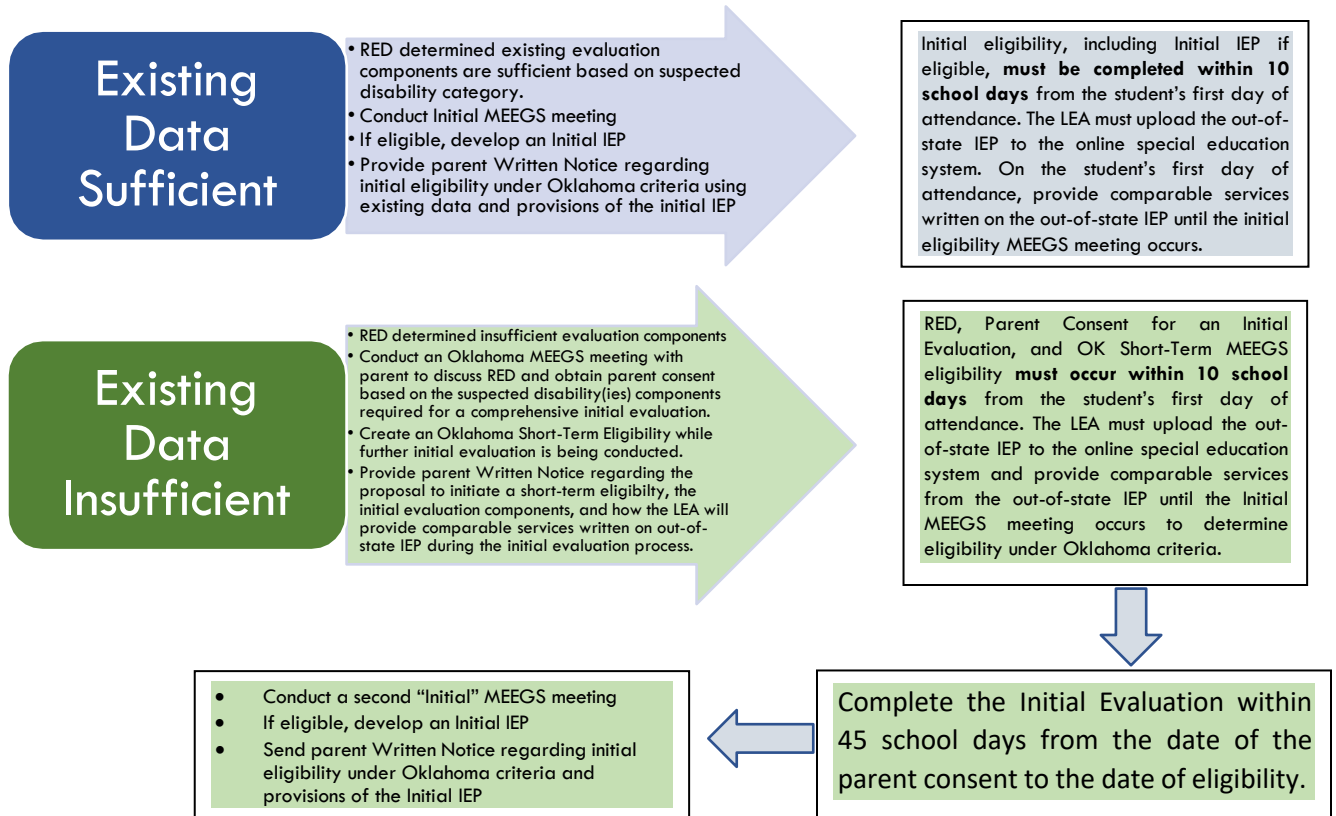 Existing
Data
Sufficient
• RED determined existing evaluation
components are sufficient based on suspected
disability category.
• Conduct Initial MEEGS meeting
• If eligible, develop an Initial IEP
• Provide parent Written Notice regarding
initial eligibility under Oklahoma criteria using
existing data and provisions of the initial IEP
Initial eligibility, including Initial IEP if
eligible, must be completed within 10
school days from the student's first day of
attendance. The LEA must upload the out-of-
state IEP to the online special education
system. On the student's first day of
attendance, provide comparable services
written on the out-of-state IEP until the initial
eligibility MEEGS meeting occurs.
Existing
Data
Insufficient
• RED determined insufficient evaluation components
• Conduct an Oklahoma MEEGS meeting with
parent to discuss RED and obtain parent consent
based on the suspected disability(ies) components
required for a comprehensive initial evaluation.
• Create an Oklahoma Short-Term Eligibility while
further initial evaluation is being conducted.
• Provide parent Written Notice regarding the
proposal to initiate a short-term eligibilty, the
initial evaluation components, and how the LEA will
provide comparable services written on out-of-
state IEP during the initial evaluation process.
RED, Parent Consent for an Initial
Evaluation, and OK Short-Term MEEGS
eligibility must occur within 10 school
days from the student's first day of
attendance. The LEA must upload the out-
of-state IEP to the online special education
system and provide comparable services
from the out-of-state IEP until the Initial
MEEGS meeting occurs to determine
eligibility under Oklahoma criteria.
Complete the Initial Evaluation within
45 school days from the date of the
parent consent to the date of eligibility.
• Conduct a second “Initial” MEEGS meeting
• If eligible, develop an Initial IEP
• Send parent Written Notice regarding initial
eligibility under Oklahoma criteria and
provisions of the Initial IEP